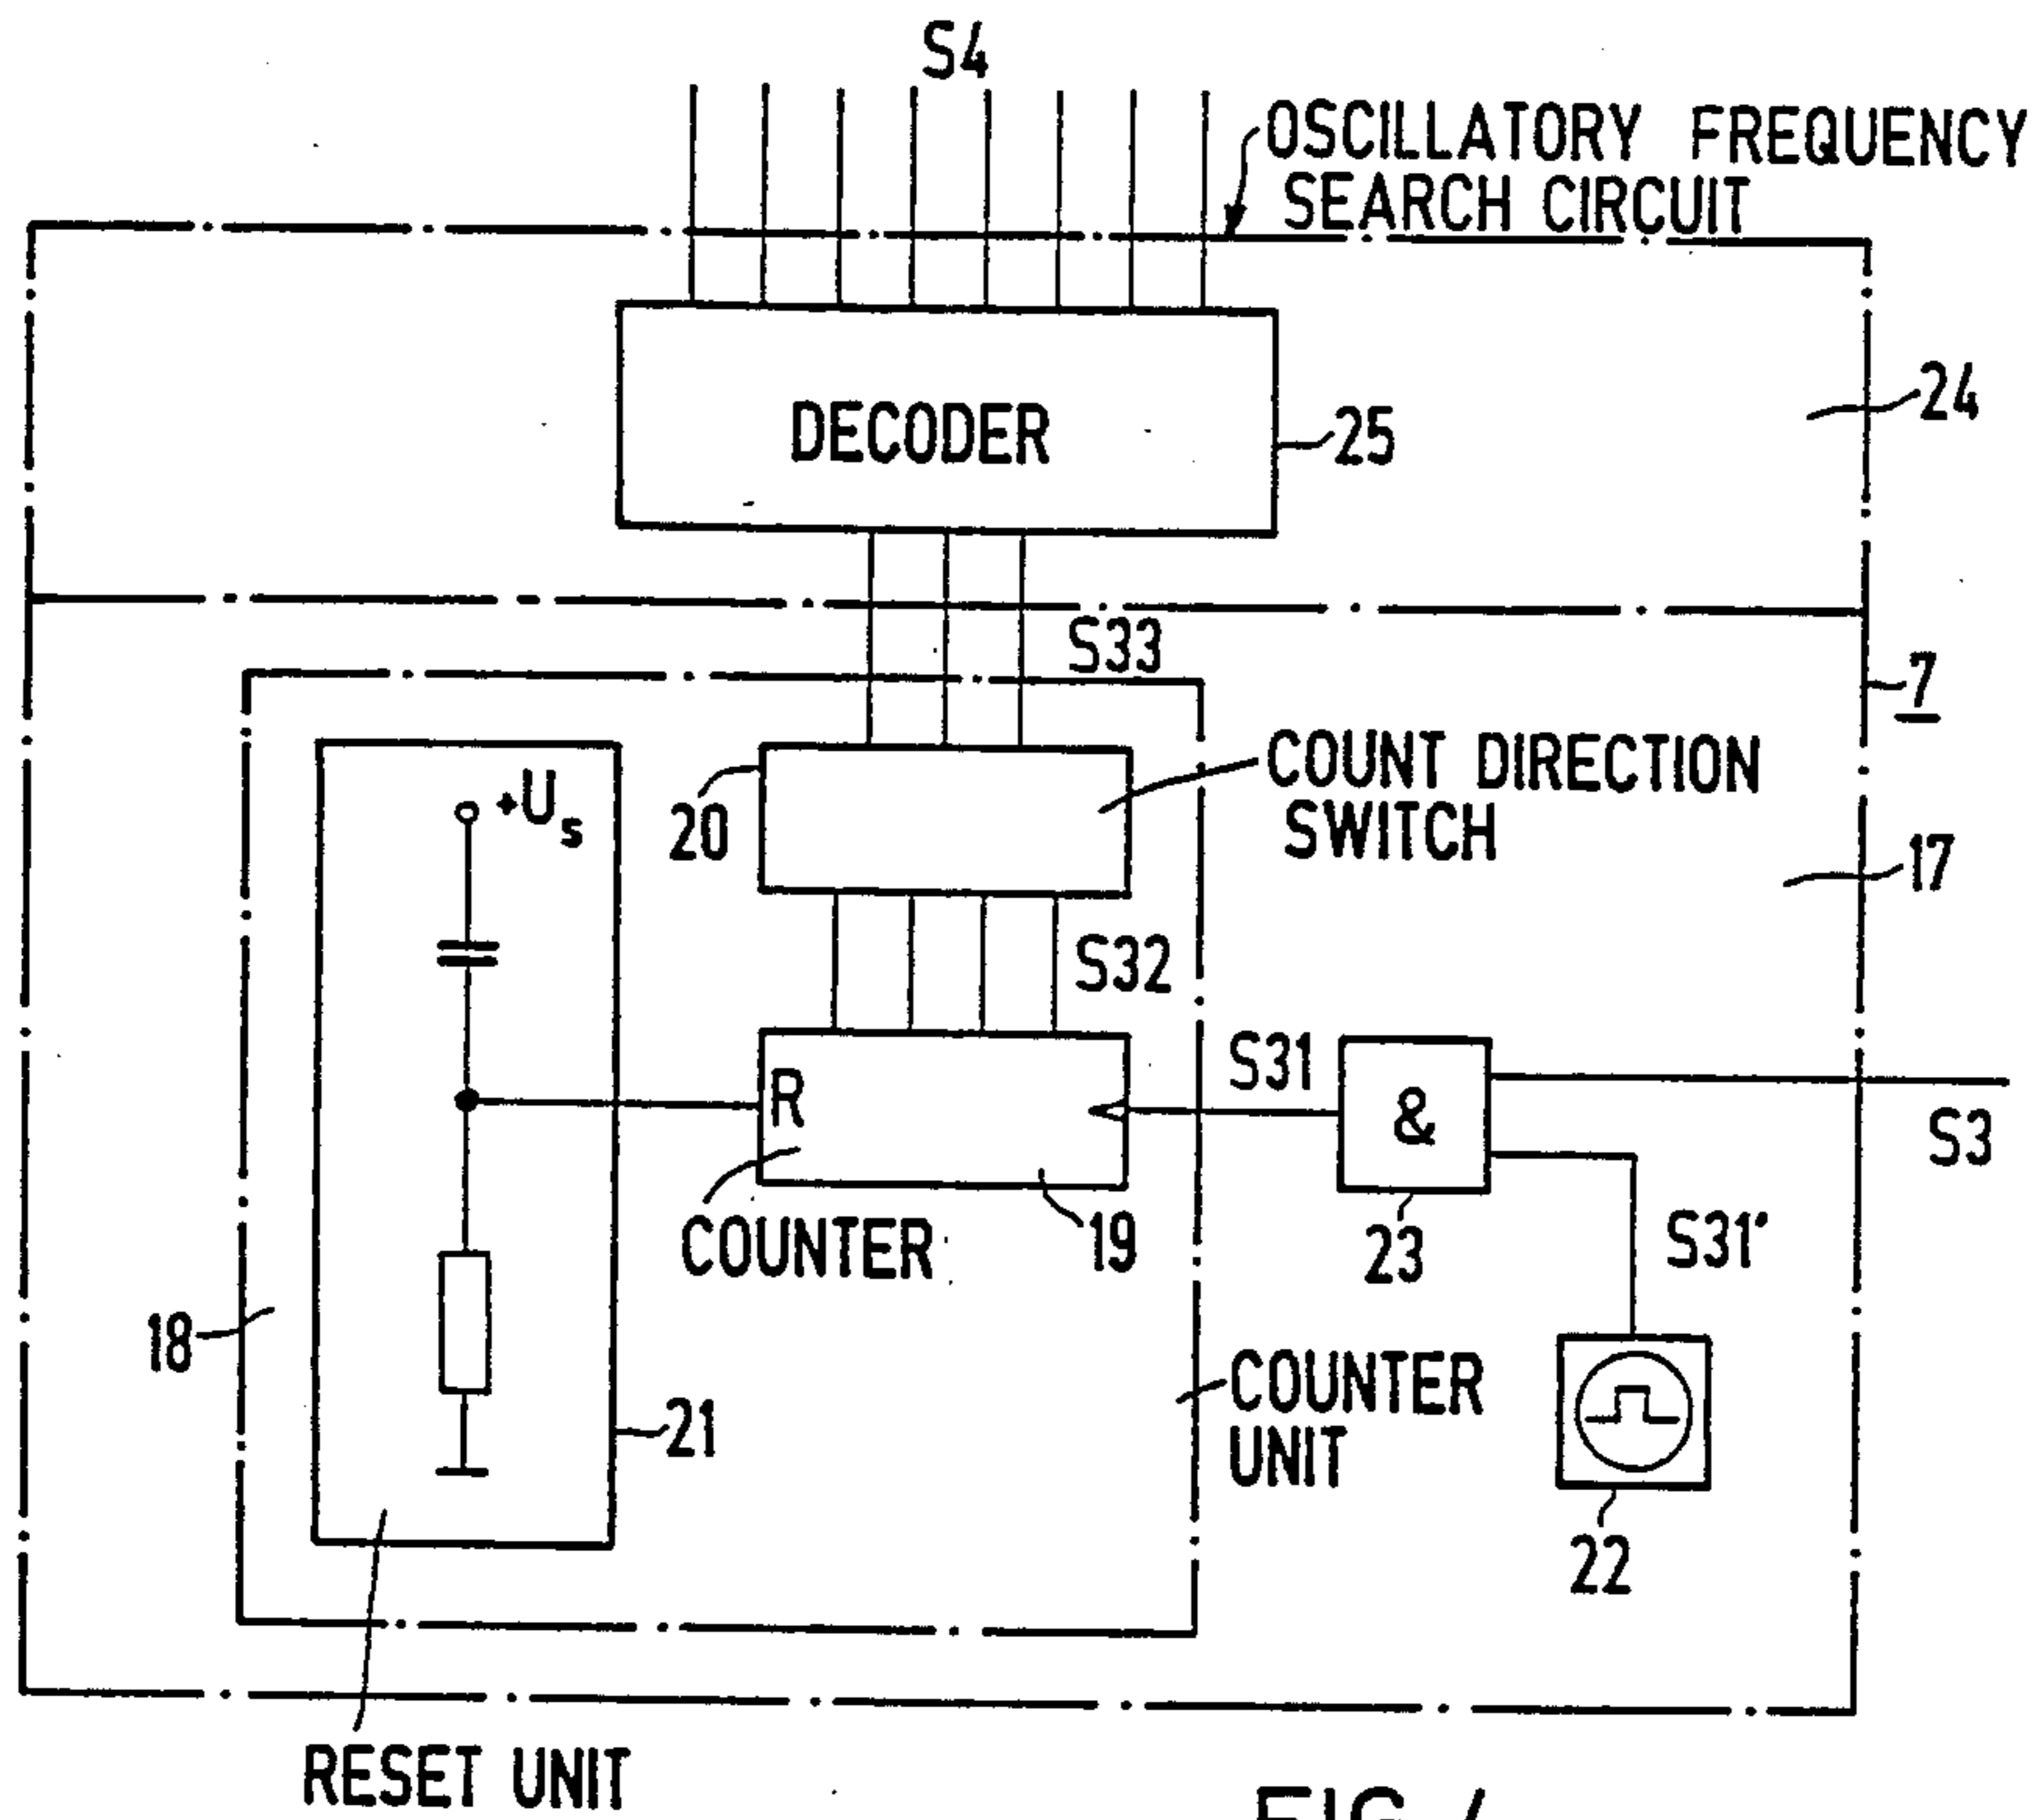 S4
OSCILLATORY FREQUENCY
SEARCH CIRCUIT
DECODER
25
24
S33
7
+Us
20
COUNT DIRECTION
SWITCH
17
S32
R
S31
&
S3
COUNTER
19
23
S31'
18
21
COUNTER
UNIT
22
RESET UNIT